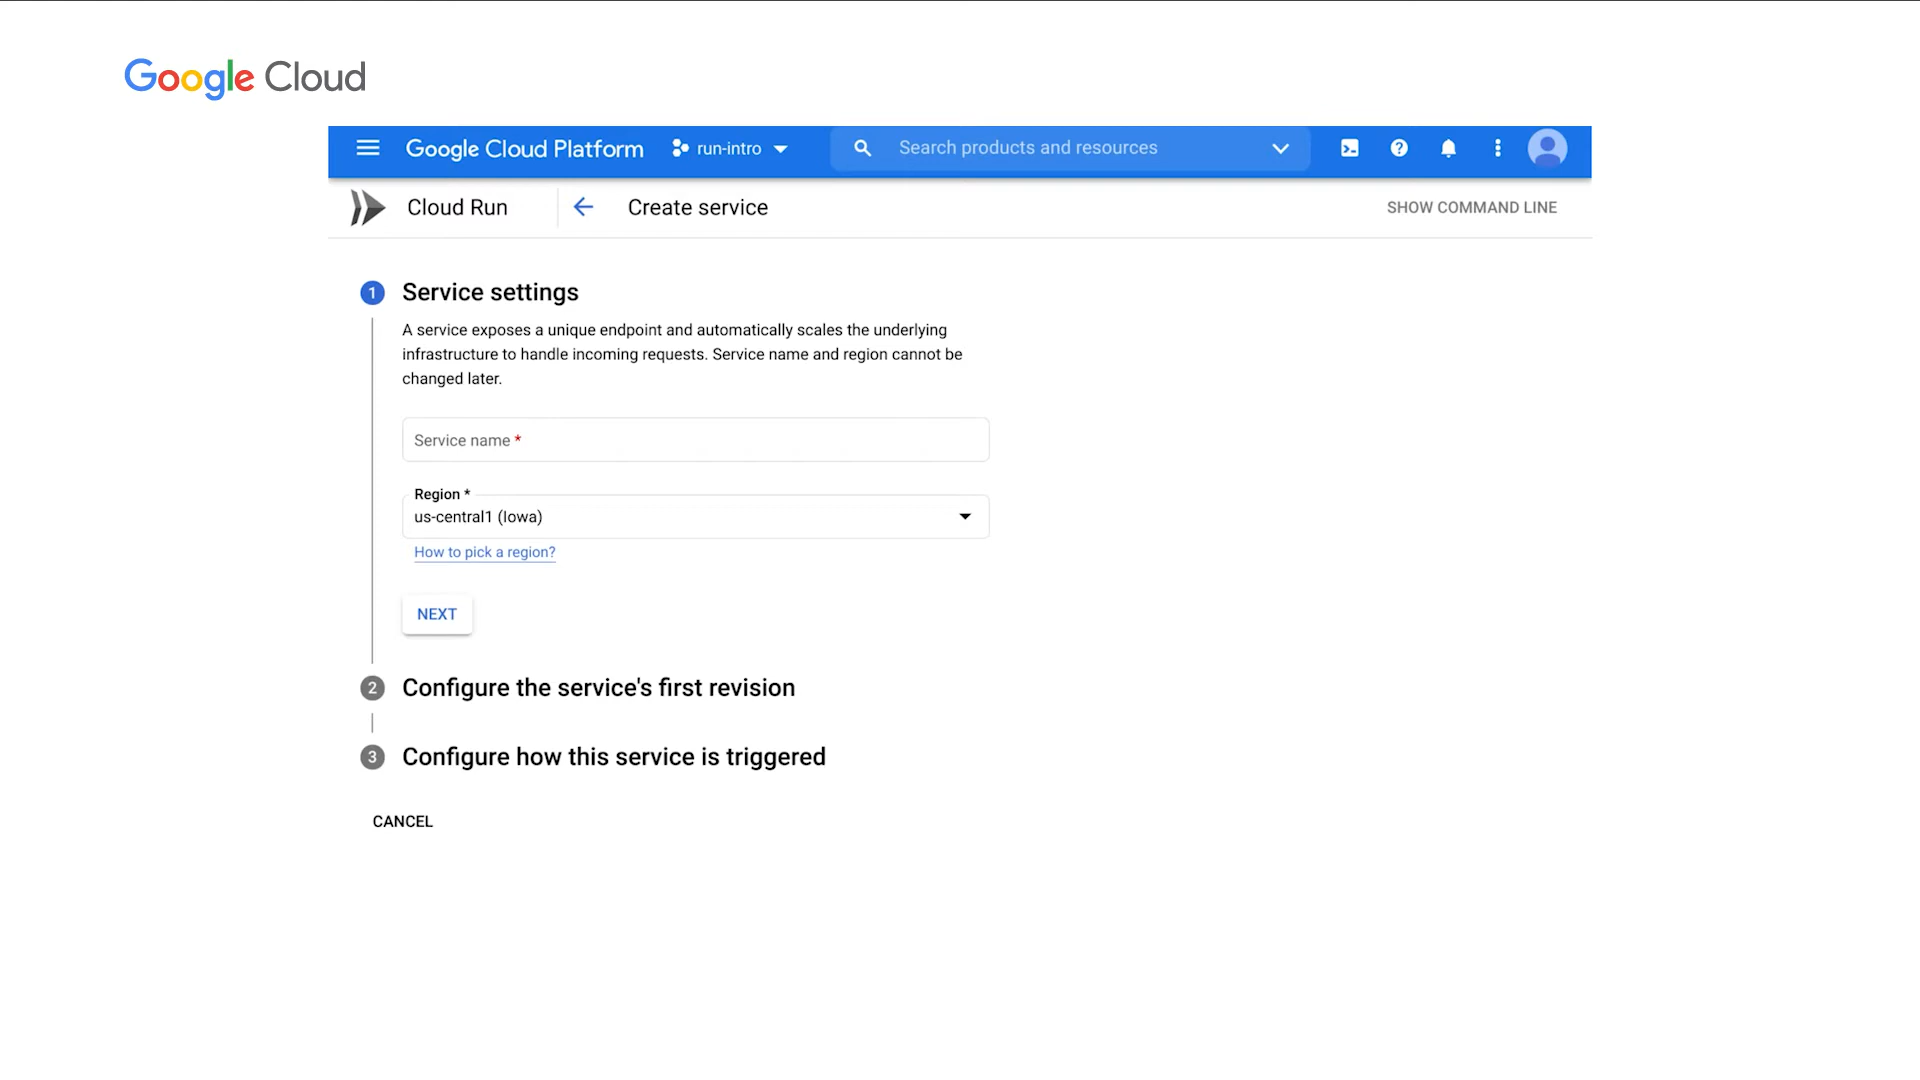 Google Cloud
Google Cloud Platform run-intro Search products and resources
Cloud Run Create service SHOW COMMAND LINE
1 Service settings
A service exposes a unique endpoint and automatically scales the underlying
infrastructure to handle incoming requests. Service name and region cannot be
changed later.
Service name *
Region *
us-central1 (Iowa)
How to pick a region?
NEXT
2 Configure the service's first revision
3 Configure how this service is triggered
CANCEL